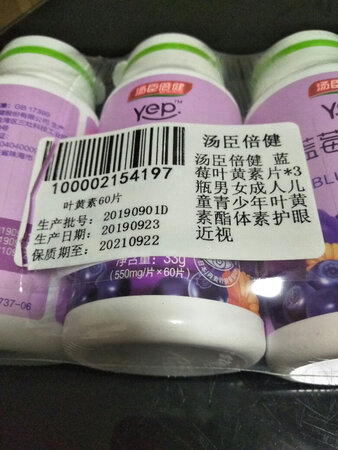 GB 17399
汤臣倍健
yep.
蓝莓
BLU
100002154197
叶黄素60片
生产批号: 20190901D
生产日期: 20190923
保质期至: 20210922
汤臣倍健
汤臣倍健 蓝
莓叶黄素片*3
瓶男女成人儿
童青少年叶黄
素酯体素护眼
近视
净含量: 33g
(550mg/片×60片)
737-06